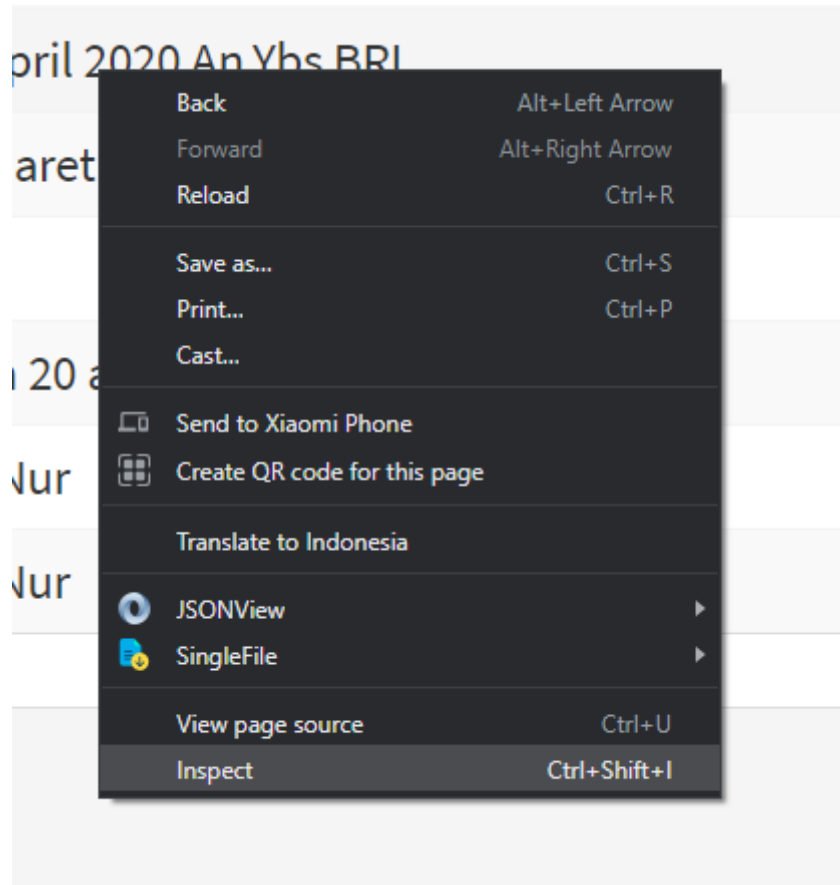 pril 2020 An Ybs BRI
aret
20 a
Nur
Nur
Back Alt+Left Arrow
Forward Alt+Right Arrow
Reload Ctrl+R
Save as... Ctrl+S
Print... Ctrl+P
Cast...
Send to Xiaomi Phone
Create QR code for this page
Translate to Indonesia
JSONView
SingleFile
View page source Ctrl+U
Inspect Ctrl+Shift+I